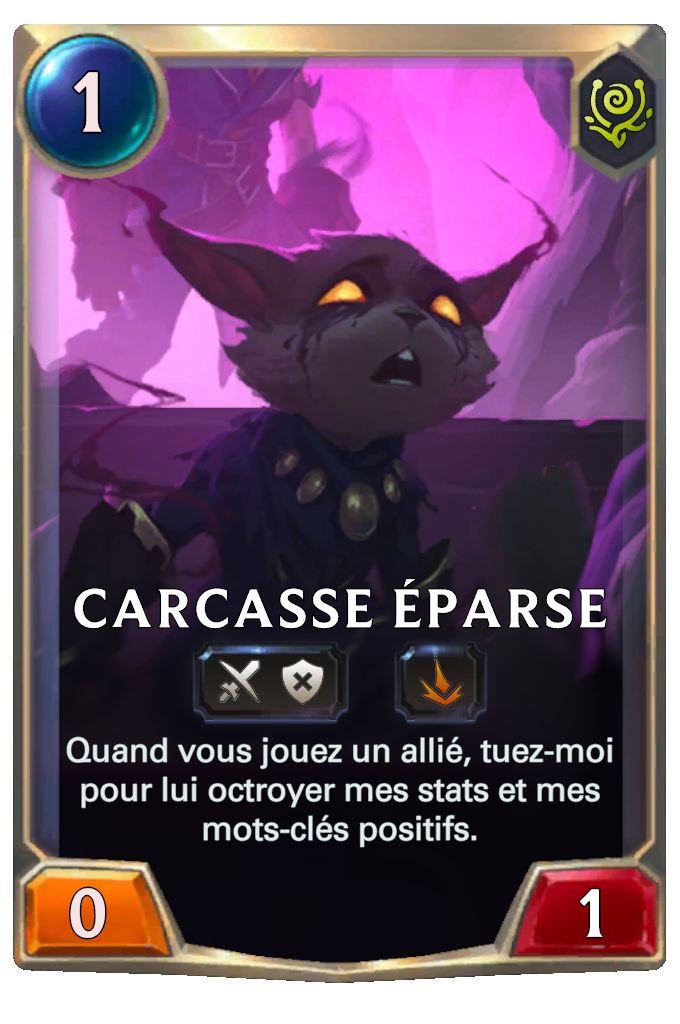 1
CARCASSE ÉPARSE
Quand vous jouez un allié, tuez-moi
pour lui octroyer mes stats et mes
mots-clés positifs.
0
1